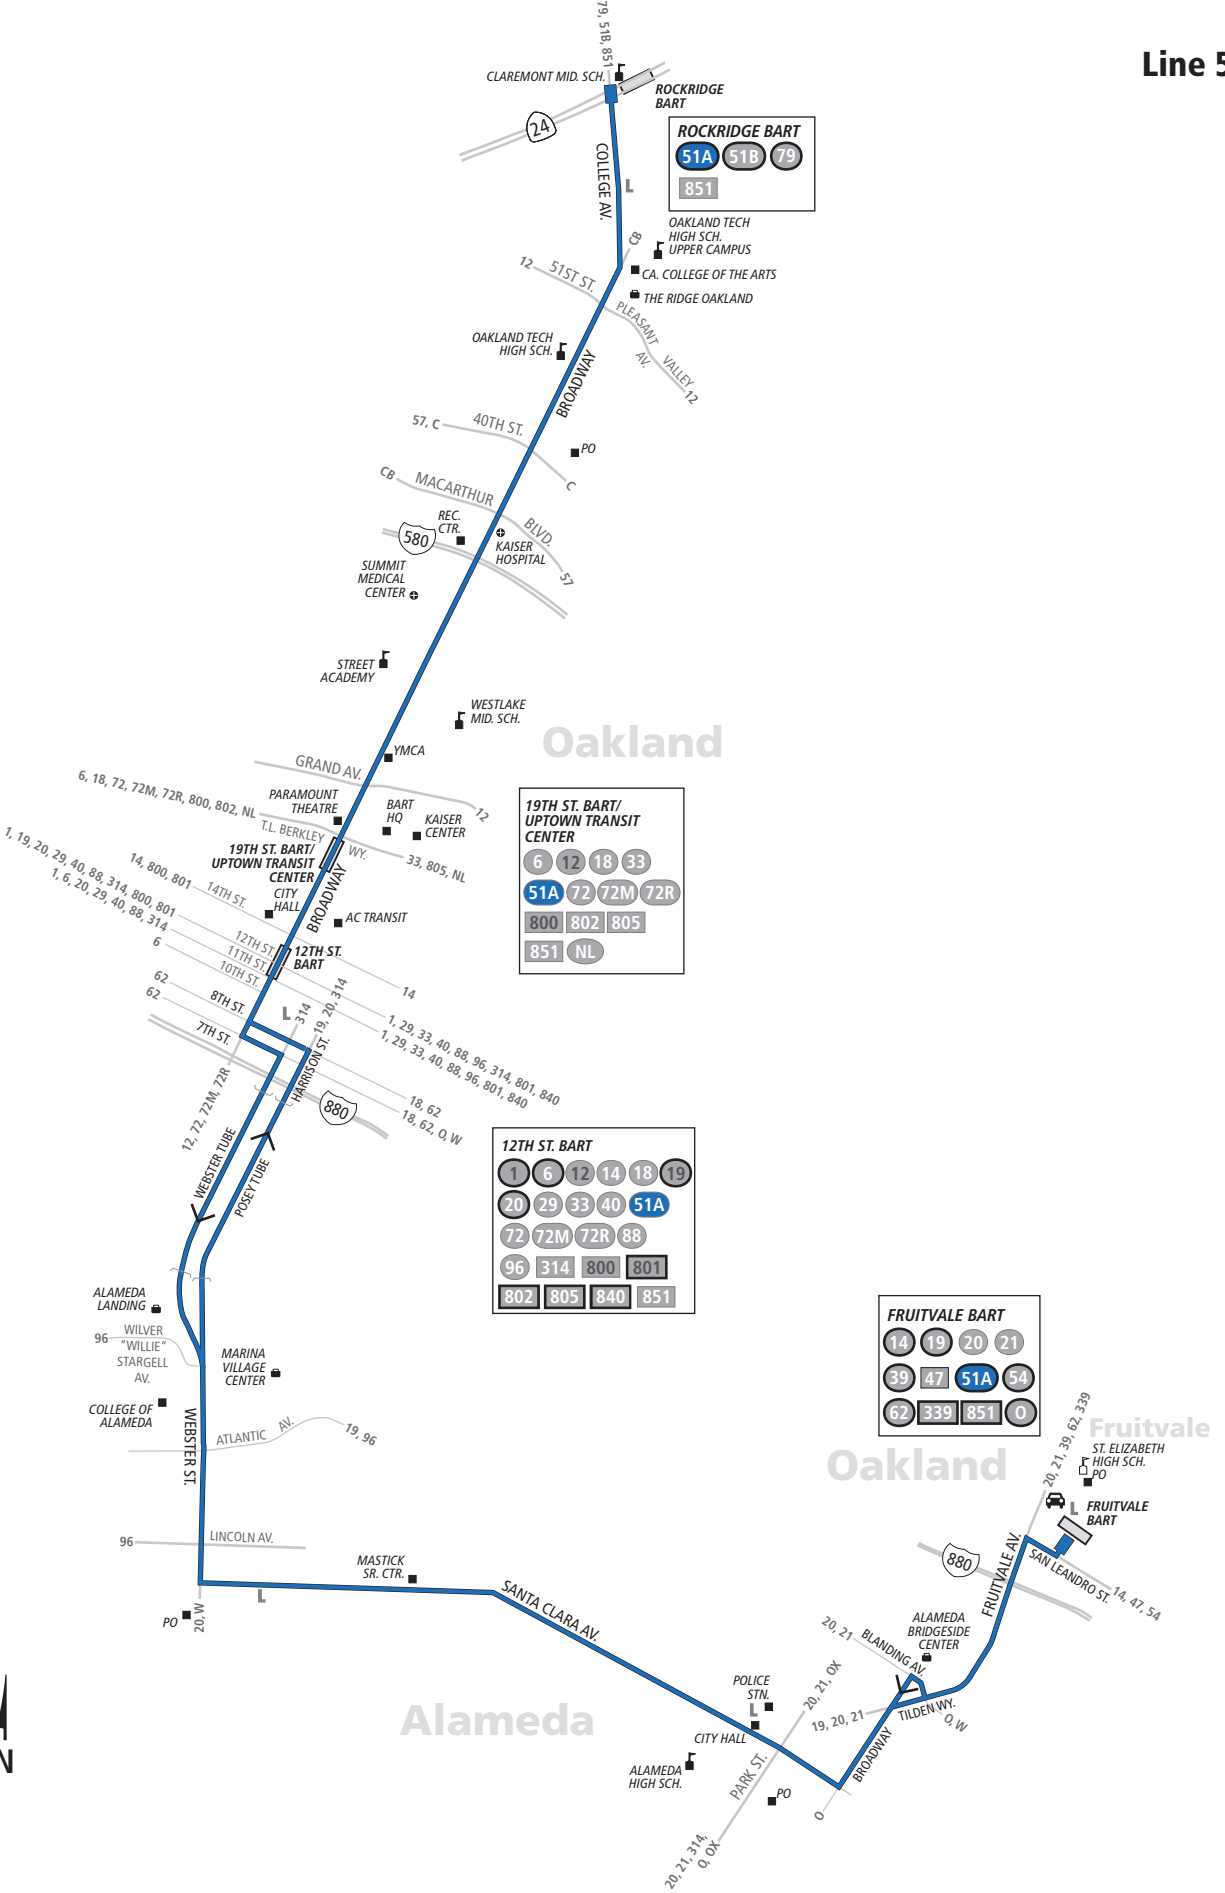 79, 51B, 851
Line 5
CLAREMONT MID. SCH.
ROCKRIDGE
BART
24
ROCKRIDGE BART
51A 51B 79
851
COLLEGE AV.
L
OAKLAND TECH
HIGH SCH.
UPPER CAMPUS
CB
12
51ST ST.
CA. COLLEGE OF THE ARTS
THE RIDGE OAKLAND
PLEASANT
VALLEY
AV.
12
OAKLAND TECH
HIGH SCH.
BROADWAY
57, C
40TH ST.
PO
C
CB
MACARTHUR
BLVD.
57
REC.
CTR.
580
KAISER
HOSPITAL
SUMMIT
MEDICAL
CENTER
STREET
ACADEMY
WESTLAKE
MID. SCH.
Oakland
YMCA
GRAND AV.
12
6, 18, 72, 72M, 72R, 800, 802, NL
PARAMOUNT
THEATRE
BART
HQ
KAISER
CENTER
T.L. BERKLEY
WY.
33, 805, NL
19TH ST. BART/
UPTOWN TRANSIT
CENTER
19TH ST. BART/
UPTOWN TRANSIT
CENTER
6 12 18 33
51A 72 72M 72R
800 802 805
851 NL
1, 19, 20, 29, 40, 88, 314, 800, 801
14, 800, 801
14TH ST.
CITY
HALL
BROADWAY
AC TRANSIT
1, 6, 20, 29, 40, 88, 314
12TH ST.
11TH ST.
10TH ST.
12TH ST.
BART
6
14
62
8TH ST.
62
7TH ST.
L
314
19, 20, 314
1, 29, 33, 40, 88, 96, 314, 801, 840
1, 29, 33, 40, 88, 96, 801, 840
HARRISON ST.
18, 62
18, 62, O, W
880
12, 72, 72M, 72R
WEBSTER TUBE
POSEY TUBE
12TH ST. BART
1 6 12 14 18 19
20 29 33 40 51A
72 72M 72R 88
96 314 800 801
802 805 840 851
ALAMEDA
LANDING
96
WILVER
"WILLIE"
STARGELL
AV.
MARINA
VILLAGE
CENTER
COLLEGE OF
ALAMEDA
WEBSTER ST.
ATLANTIC
AV.
19, 96
FRUITVALE BART
14 19 20 21
39 47 51A 54
62 339 851 O
20, 21, 39, 62, 339
Fruitvale
Oakland
ST. ELIZABETH
HIGH SCH.
PO
L
FRUITVALE
BART
96
LINCOLN AV.
880
FRUITVALE AV.
SAN LEANDRO ST.
14, 47, 54
MASTICK
SR. CTR.
L
PO
20, W
SANTA CLARA AV.
ALAMEDA
BRIDGESIDE
CENTER
20, 21
BLANDING AV.
N
Alameda
POLICE
STN.
L
CITY HALL
20, 21, OX
19, 20, 21
TILDEN WY.
O, W
BROADWAY
ALAMEDA
HIGH SCH.
PARK ST.
PO
O
20, 21, 314,
O, OX